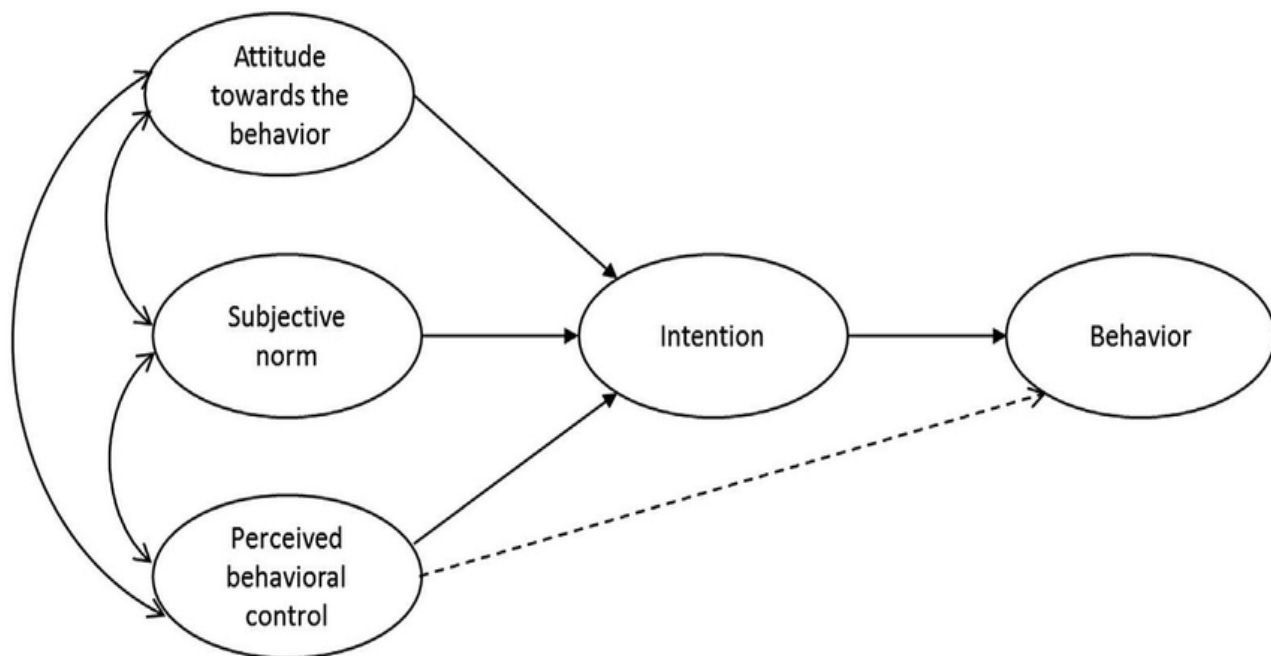 Attitude
towards the
behavior
Subjective
norm
Intention
Behavior
Perceived
behavioral
control